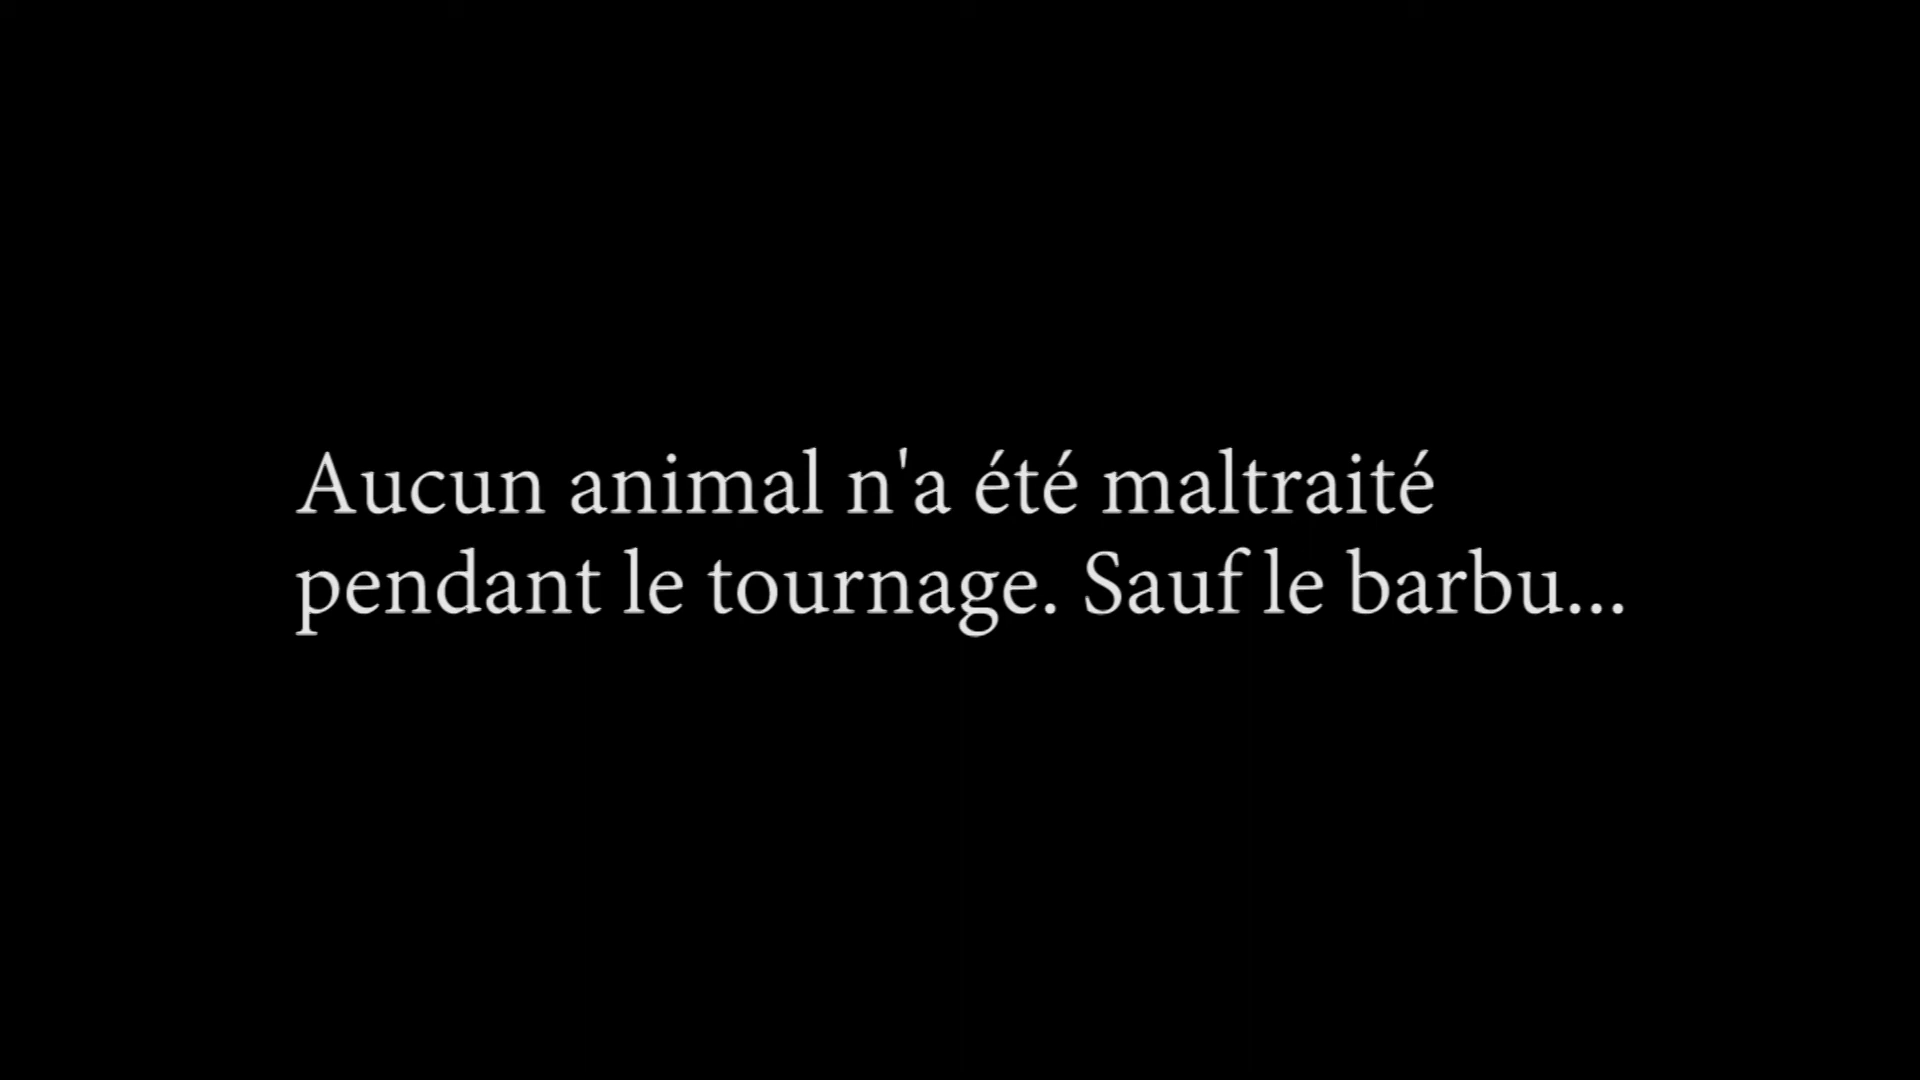 Aucun animal n'a été maltraité
pendant le tournage. Sauf le barbu...